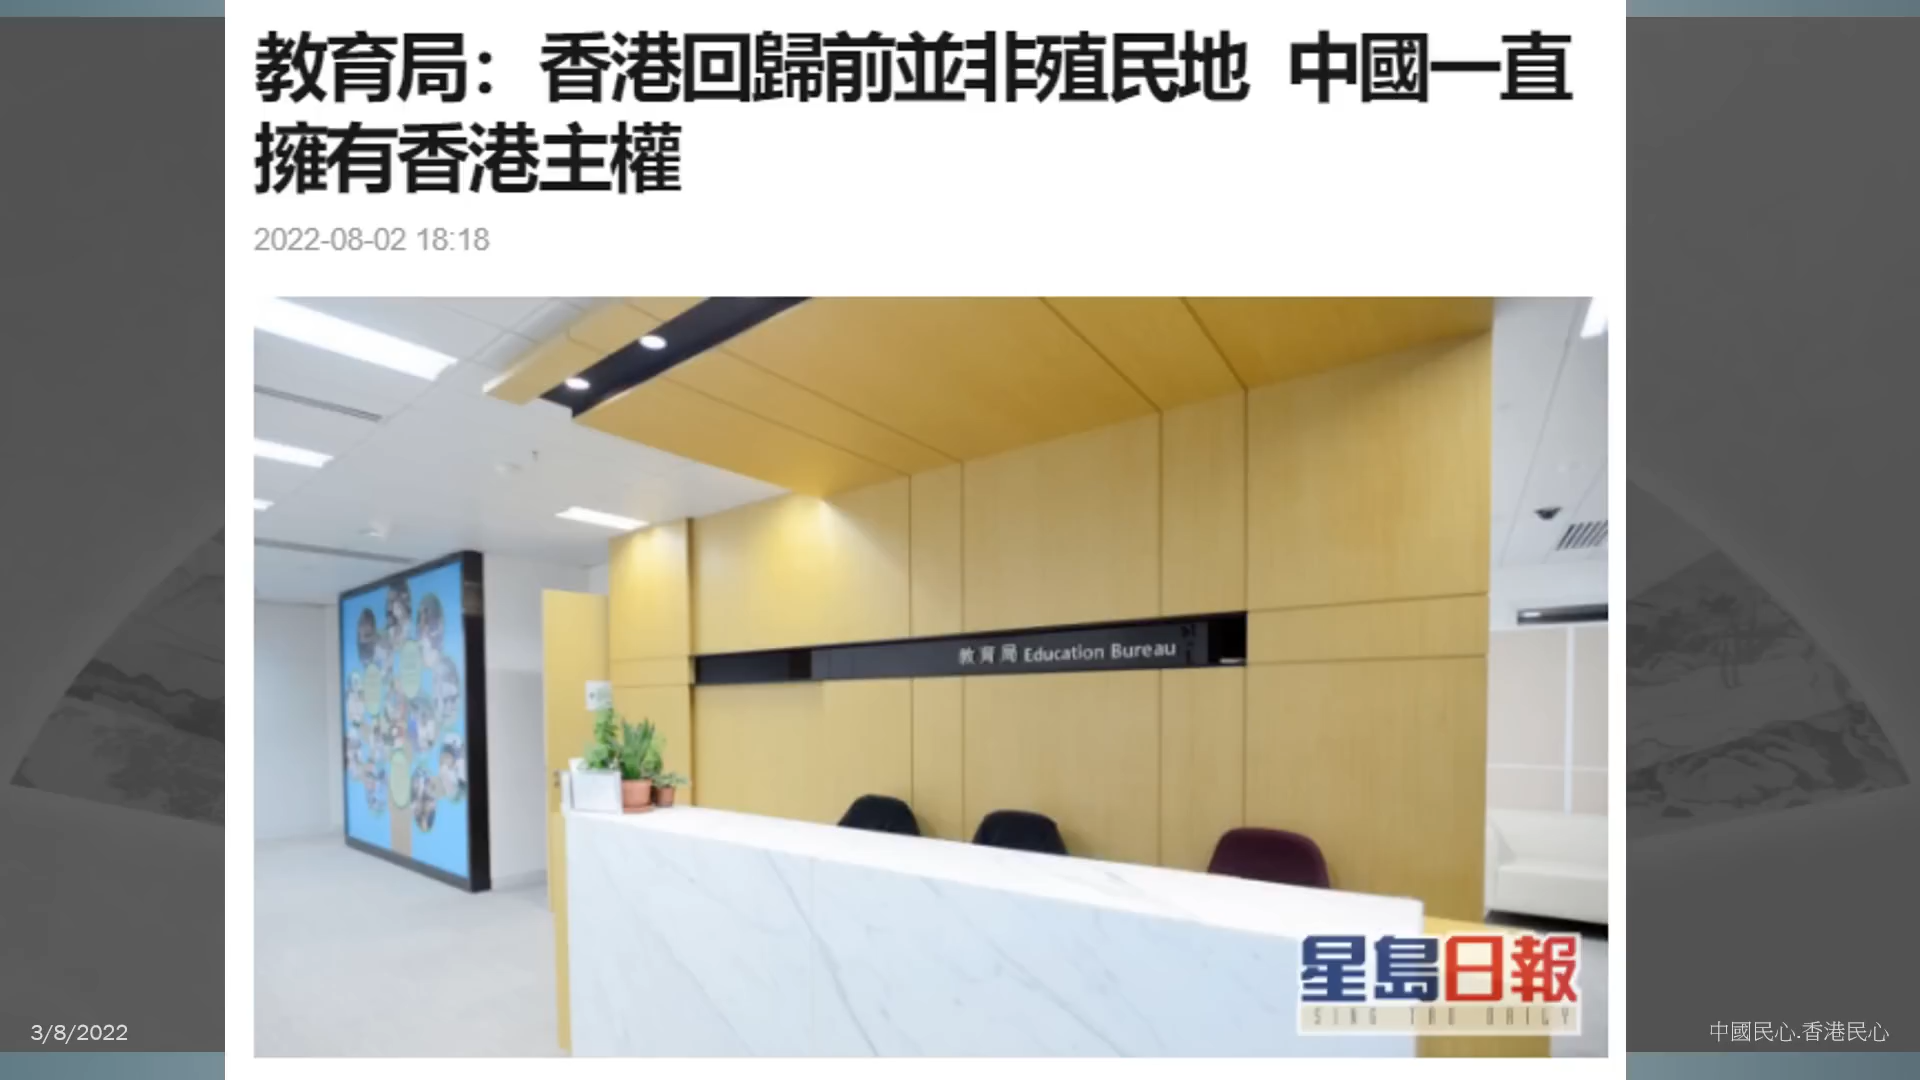 教育局：香港回歸前並非殖民地 中國一直
擁有香港主權
2022-08-02 18:18
教育局 Education Bureau
星島日報
SING TAO DAILY
3/8/2022
中國民心.香港民心